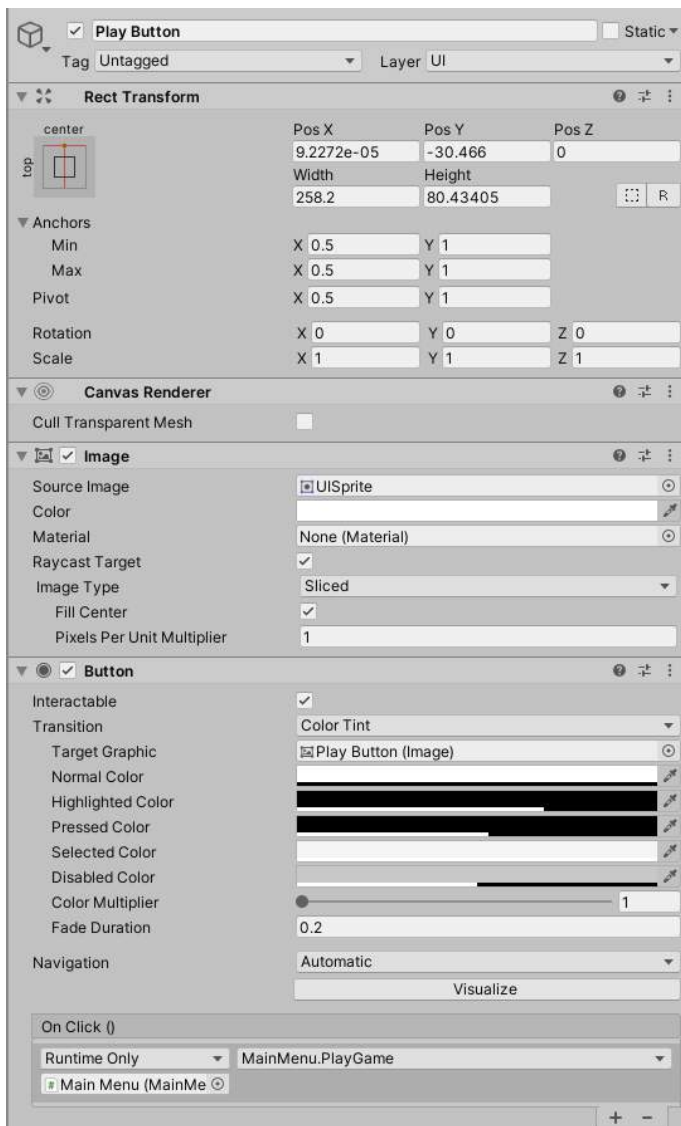 Play Button Static
Tag Untagged Layer UI
Rect Transform
center
top
Pos X Pos Y Pos Z
9.2272e-05 -30.466 0
Width Height
258.2 80.43405 R
Anchors
Min X 0.5 Y 1
Max X 0.5 Y 1
Pivot X 0.5 Y 1
Rotation X 0 Y 0 Z 0
Scale X 1 Y 1 Z 1
Canvas Renderer
Cull Transparent Mesh
Image
Source Image UISprite
Color
Material None (Material)
Raycast Target
Image Type Sliced
Fill Center
Pixels Per Unit Multiplier 1
Button
Interactable
Transition Color Tint
Target Graphic Play Button (Image)
Normal Color
Highlighted Color
Pressed Color
Selected Color
Disabled Color
Color Multiplier 1
Fade Duration 0.2
Navigation Automatic
Visualize
On Click ()
Runtime Only MainMenu.PlayGame
# Main Menu (MainMe
+ −